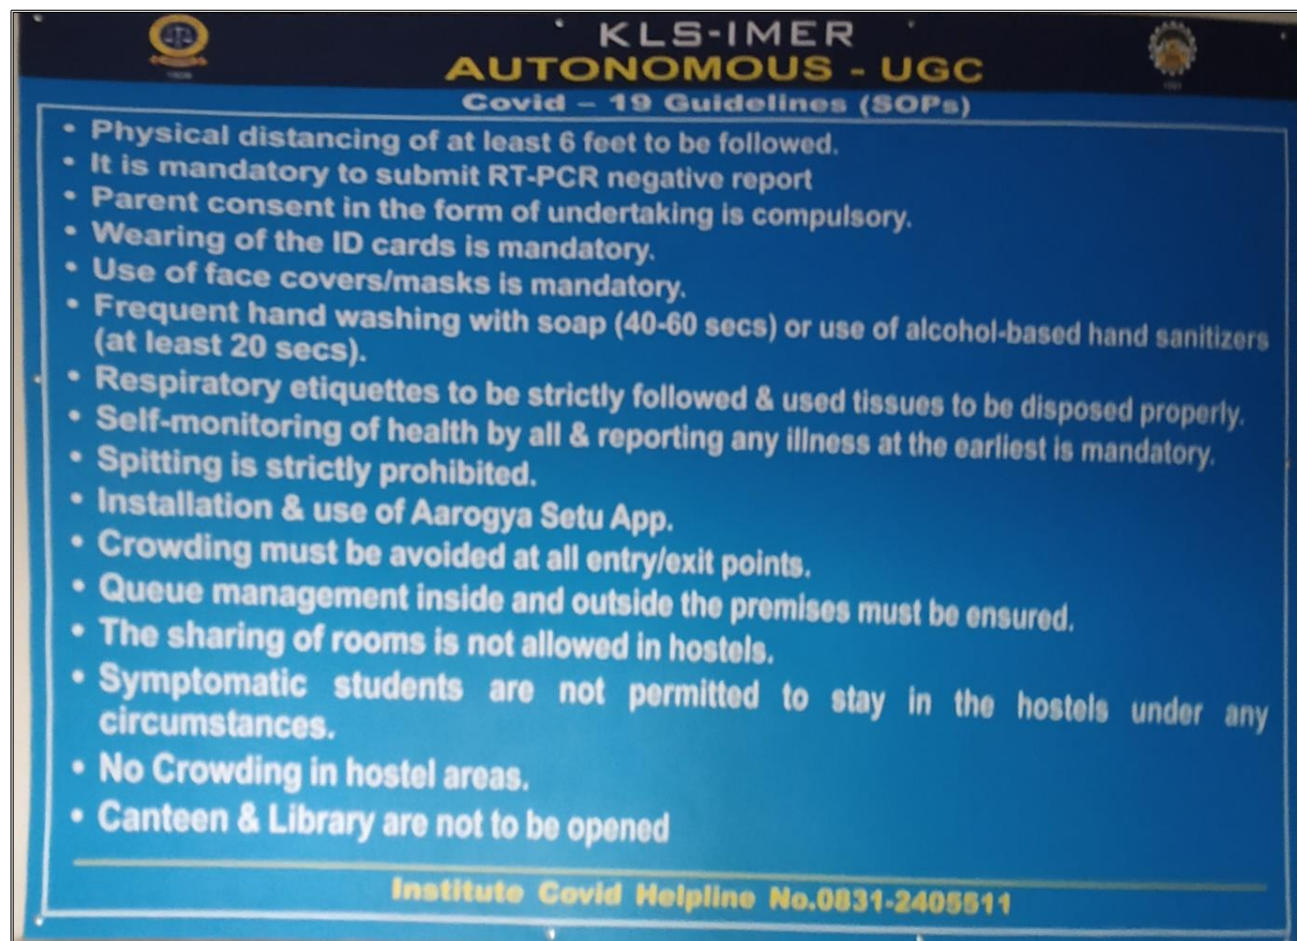 KLS-IMER
AUTONOMOUS - UGC
Covid – 19 Guidelines (SOPs)
• Physical distancing of at least 6 feet to be followed.
• It is mandatory to submit RT-PCR negative report
• Parent consent in the form of undertaking is compulsory.
• Wearing of the ID cards is mandatory.
• Use of face covers/masks is mandatory.
• Frequent hand washing with soap (40-60 secs) or use of alcohol-based hand sanitizers
(at least 20 secs).
• Respiratory etiquettes to be strictly followed & used tissues to be disposed properly.
• Self-monitoring of health by all & reporting any illness at the earliest is mandatory.
• Spitting is strictly prohibited.
• Installation & use of Aarogya Setu App.
• Crowding must be avoided at all entry/exit points.
• Queue management inside and outside the premises must be ensured.
• The sharing of rooms is not allowed in hostels.
• Symptomatic students are not permitted to stay in the hostels under any
circumstances.
• No Crowding in hostel areas.
• Canteen & Library are not to be opened
Institute Covid Helpline No.0831-2405511